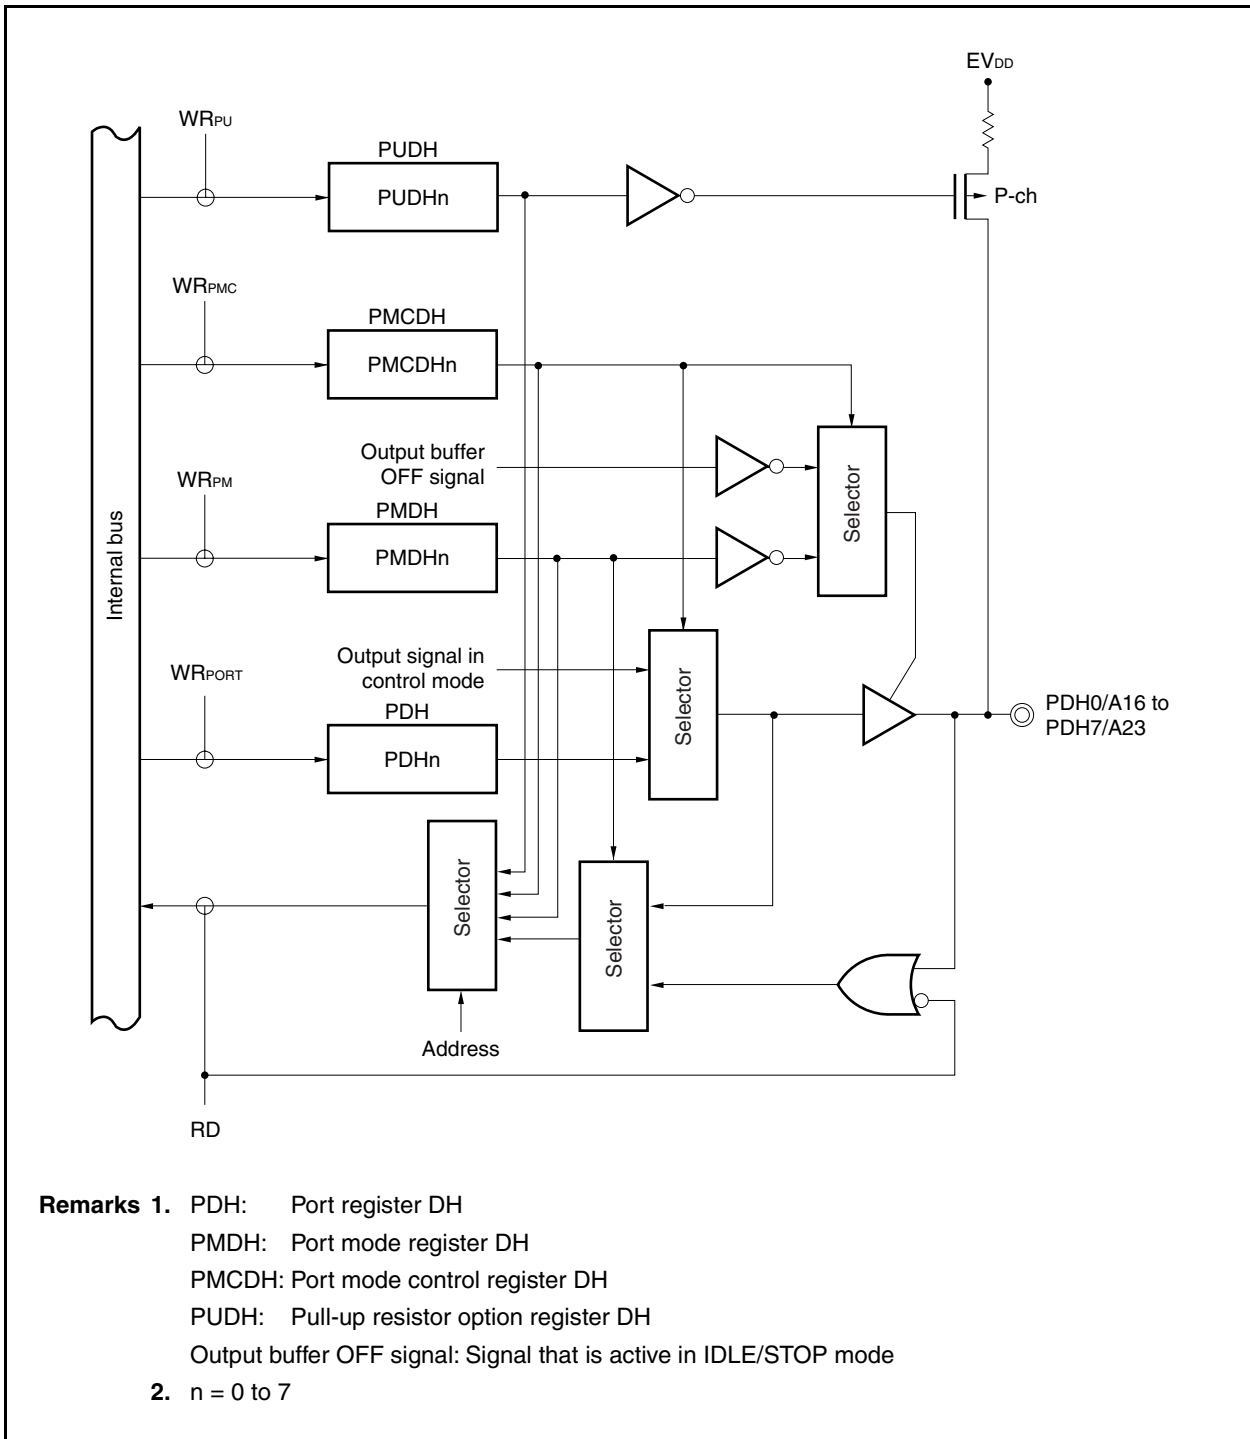 EVDD
WRPU
PUDH
PUDHn
P-ch
WRPMC
PMCDH
PMCDHn
Output buffer
OFF signal
Selector
WRPM
PMDH
PMDHn
Internal bus
Output signal in
control mode
Selector
WRPORT
PDH
PDHn
PDH0/A16 to
PDH7/A23
Selector
Selector
Address
RD
Remarks 1. PDH: Port register DH
PMDH: Port mode register DH
PMCDH: Port mode control register DH
PUDH: Pull-up resistor option register DH
Output buffer OFF signal: Signal that is active in IDLE/STOP mode
2. n = 0 to 7